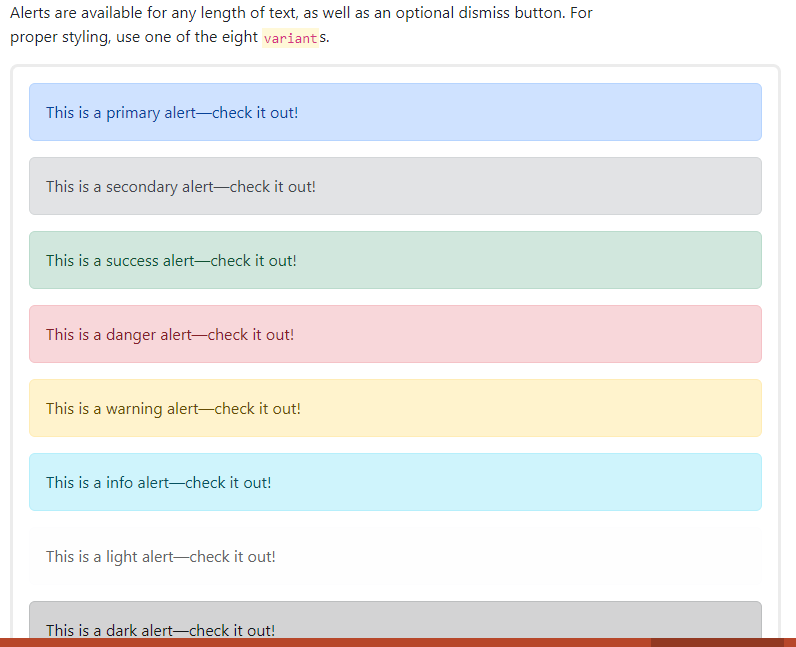 Alerts are available for any length of text, as well as an optional dismiss button. For
proper styling, use one of the eight variants.
This is a primary alert—check it out!
This is a secondary alert—check it out!
This is a success alert—check it out!
This is a danger alert—check it out!
This is a warning alert—check it out!
This is a info alert—check it out!
This is a light alert—check it out!
This is a dark alert—check it out!